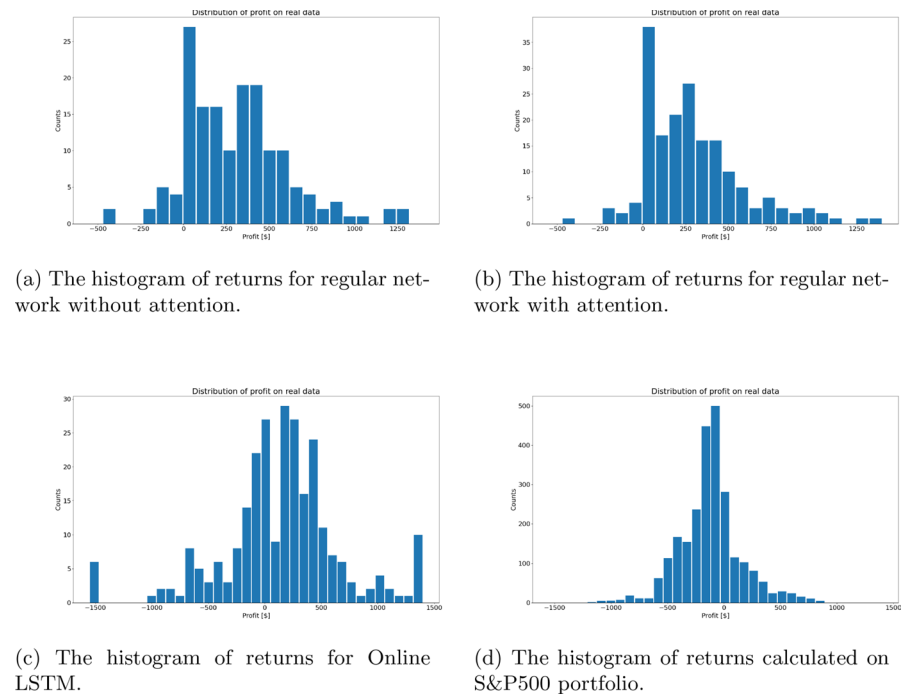 Distribution of profit on real data
Counts
25
20
15
10
5
0
−500
−250
0
250
500
750
1000
1250
Profit [$]
(a) The histogram of returns for regular net-
work without attention.
Distribution of profit on real data
Counts
35
30
25
20
15
10
5
0
−500
−250
0
250
500
750
1000
1250
Profit [$]
(b) The histogram of returns for regular net-
work with attention.
Distribution of profit on real data
Counts
30
25
20
15
10
5
0
−1500
−1000
−500
0
500
1000
1500
Profit [$]
(c) The histogram of returns for Online
LSTM.
Distribution of profit on real data
Counts
500
400
300
200
100
0
−1500
−1000
−500
0
500
1000
1500
Profit [$]
(d) The histogram of returns calculated on
S&P500 portfolio.